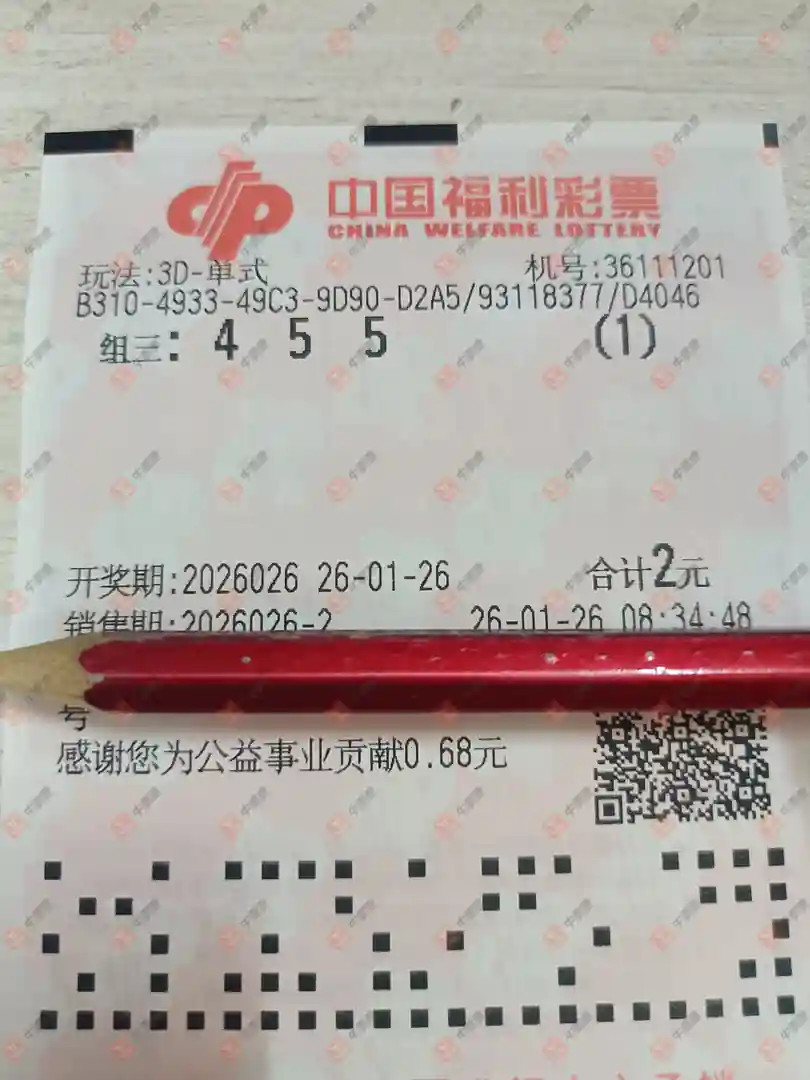 中国福利彩票
CHINA WELFARE LOTTERY
玩法:3D-单式 机号:36111201
B310-4933-49C3-9D90-D2A5/93118377/D4046
组三: 4 5 5 (1)
开奖期:2026026 26-01-26 合计2元
销售期:2026026-2 26-01-26 08:34:48
号
感谢您为公益事业贡献0.68元